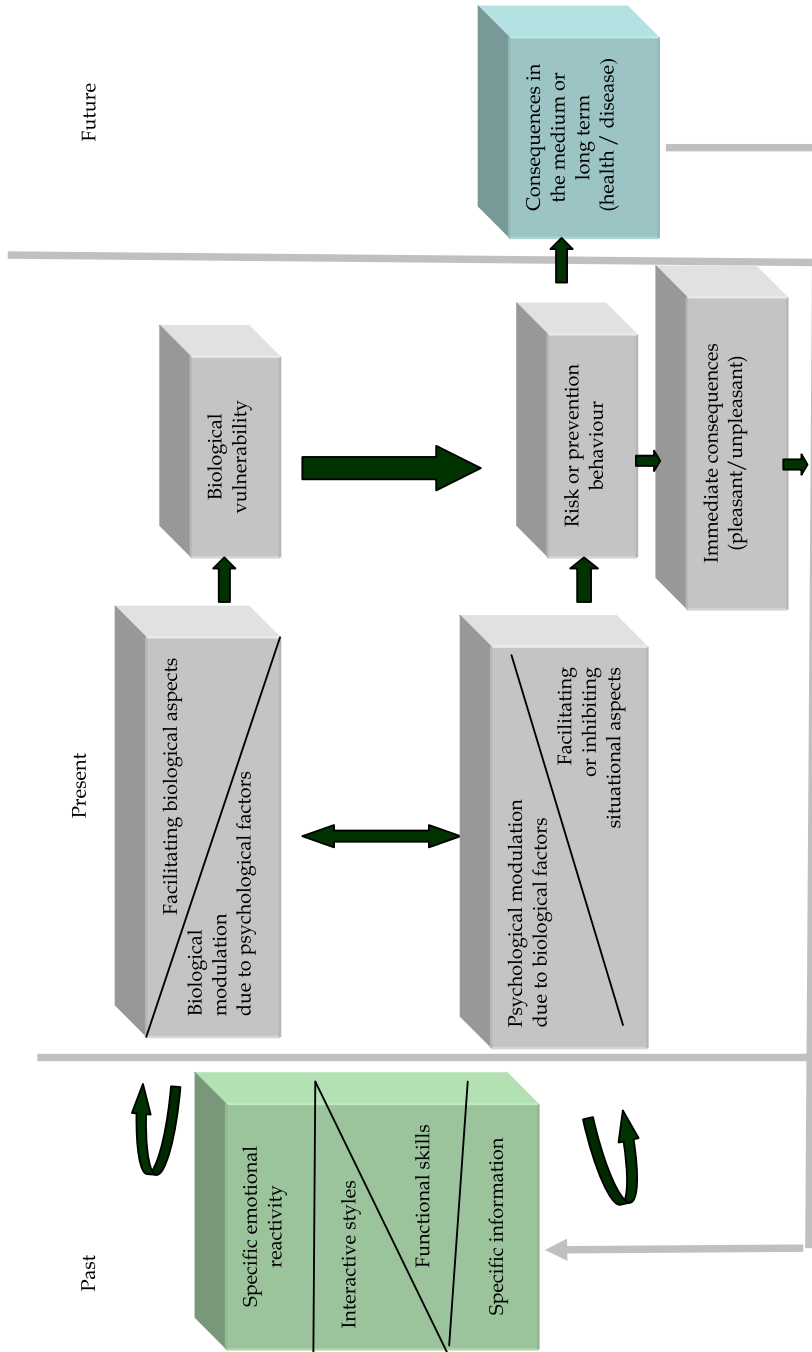 Past
Present
Future
Specific emotional
reactivity
Interactive styles
Functional skills
Specific information
Facilitating biological aspects
Biological
modulation
due to psychological factors
Biological
vulnerability
Psychological modulation
due to biological factors
Facilitating
or inhibiting
situational aspects
Risk or prevention
behaviour
Immediate consequences
(pleasant/unpleasant)
Consequences in
the medium or
long term
(health / disease)